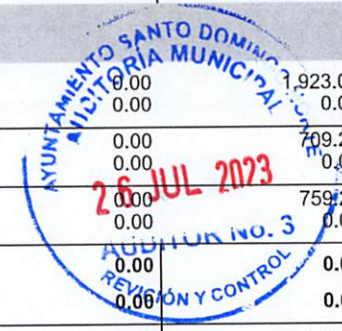 AYUNTAMIENTO SANTO DOMINGO
AUDITORÍA MUNICIPAL
0.00 1,923.0
0.00 0.0
0.00 709.2
0.00 0.0
26 JUL 2023
0.00 759.2
0.00 0.0
AUDITOR No. 3
0.00 0.0
REVISIÓN Y CONTROL
0.00 0.0